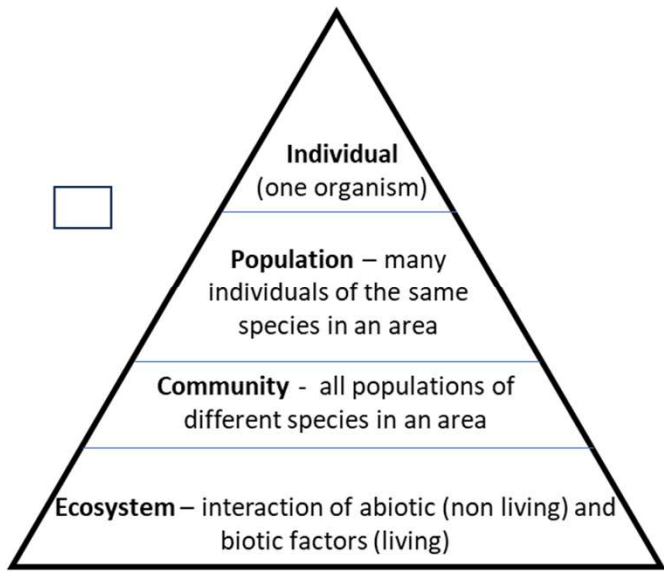 Individual
(one organism)
Population – many
individuals of the same
species in an area
Community - all populations of
different species in an area
Ecosystem – interaction of abiotic (non living) and
biotic factors (living)